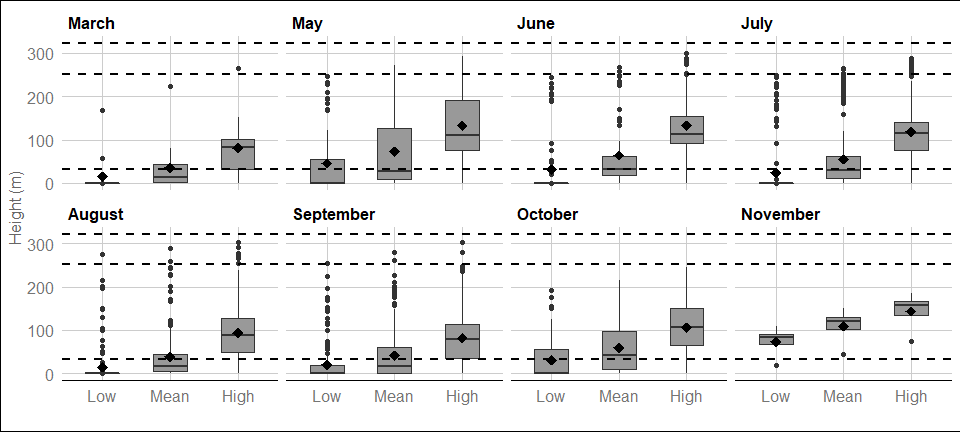 March May June July
300
200
100
0
Height (m)
August September October November
300
200
100
0
Low Mean High Low Mean High Low Mean High Low Mean High